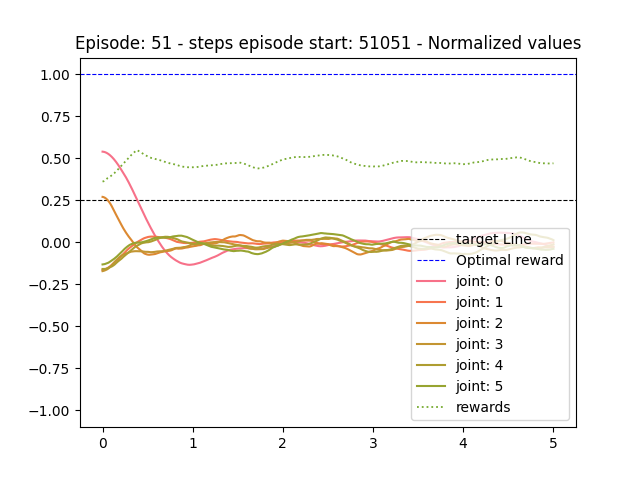 Episode: 51 - steps episode start: 51051 - Normalized values
1.00
0.75
0.50
0.25
0.00
−0.25
−0.50
−0.75
−1.00
target Line
Optimal reward
joint: 0
joint: 1
joint: 2
joint: 3
joint: 4
joint: 5
rewards
0 1 2 3 4 5